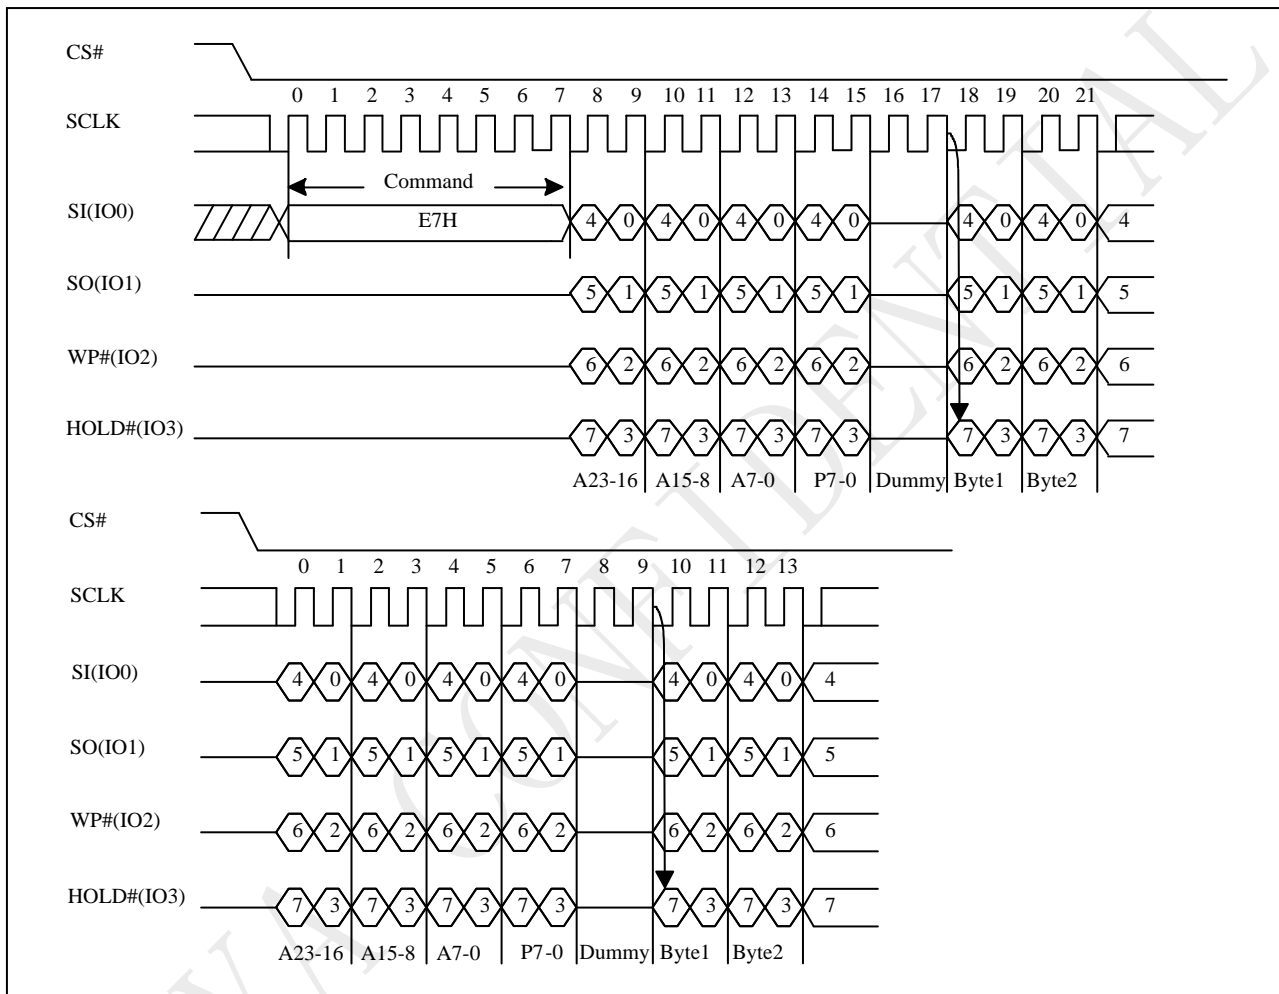 CS#
0 1 2 3 4 5 6 7 8 9 10 11 12 13 14 15 16 17 18 19 20 21
SCLK
Command
SI(IO0) E7H 4 0 4 0 4 0 4 0 4 0 4 0 4
SO(IO1) 5 1 5 1 5 1 5 1 5 1 5 1 5
WP#(IO2) 6 2 6 2 6 2 6 2 6 2 6 2 6
HOLD#(IO3) 7 3 7 3 7 3 7 3 7 3 7 3 7
A23-16 A15-8 A7-0 P7-0 Dummy Byte1 Byte2
CS#
0 1 2 3 4 5 6 7 8 9 10 11 12 13
SCLK
SI(IO0) 4 0 4 0 4 0 4 0 4 0 4 0 4
SO(IO1) 5 1 5 1 5 1 5 1 5 1 5 1 5
WP#(IO2) 6 2 6 2 6 2 6 2 6 2 6 2 6
HOLD#(IO3) 7 3 7 3 7 3 7 3 7 3 7 3 7
A23-16 A15-8 A7-0 P7-0 Dummy Byte1 Byte2
VA CONFIDENTIAL